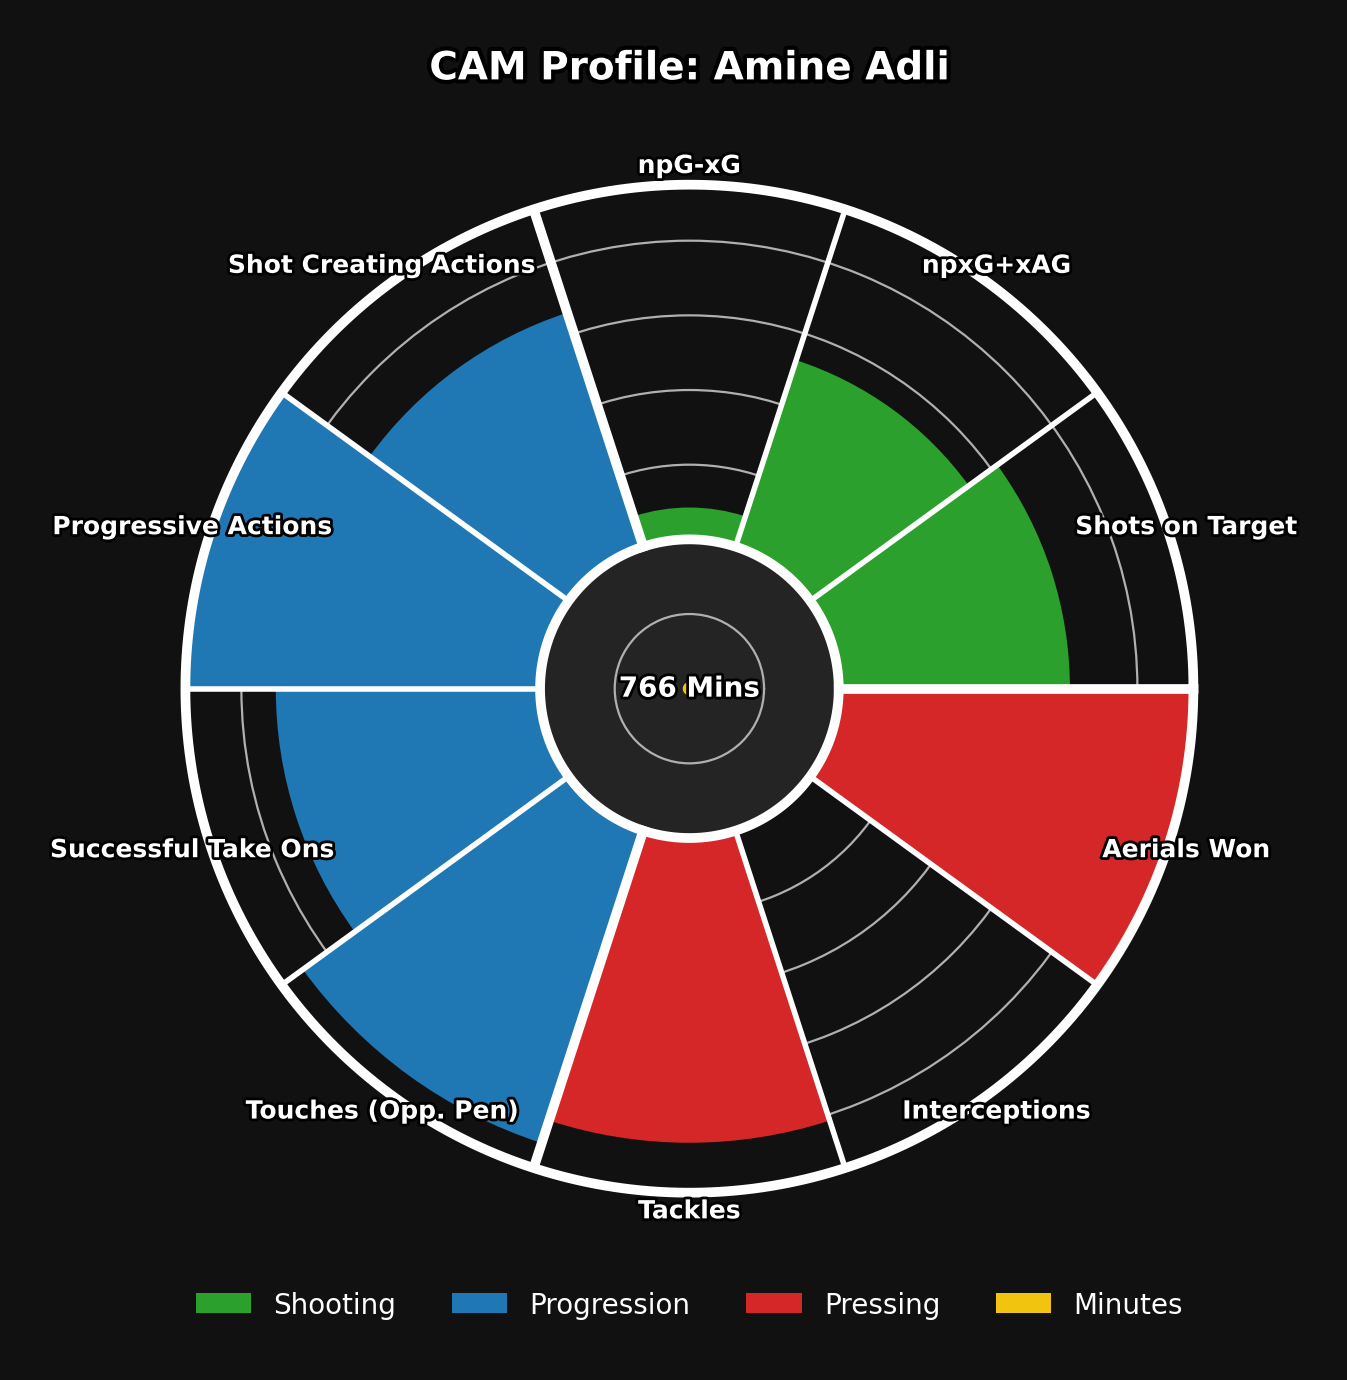 CAM Profile: Amine Adli
npG-xG
Shot Creating Actions
npxG+xAG
Progressive Actions
Shots on Target
766 Mins
Successful Take Ons
Aerials Won
Touches (Opp. Pen)
Interceptions
Tackles
Shooting
Progression
Pressing
Minutes